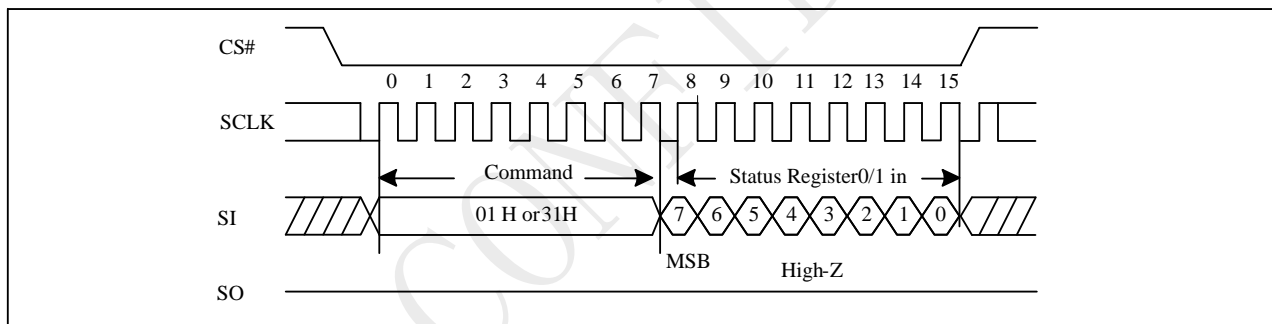 CS#
0 1 2 3 4 5 6 7 8 9 10 11 12 13 14 15
SCLK
Command
Status Register0/1 in
SI
01 H or31H
7 6 5 4 3 2 1 0
MSB
High-Z
SO